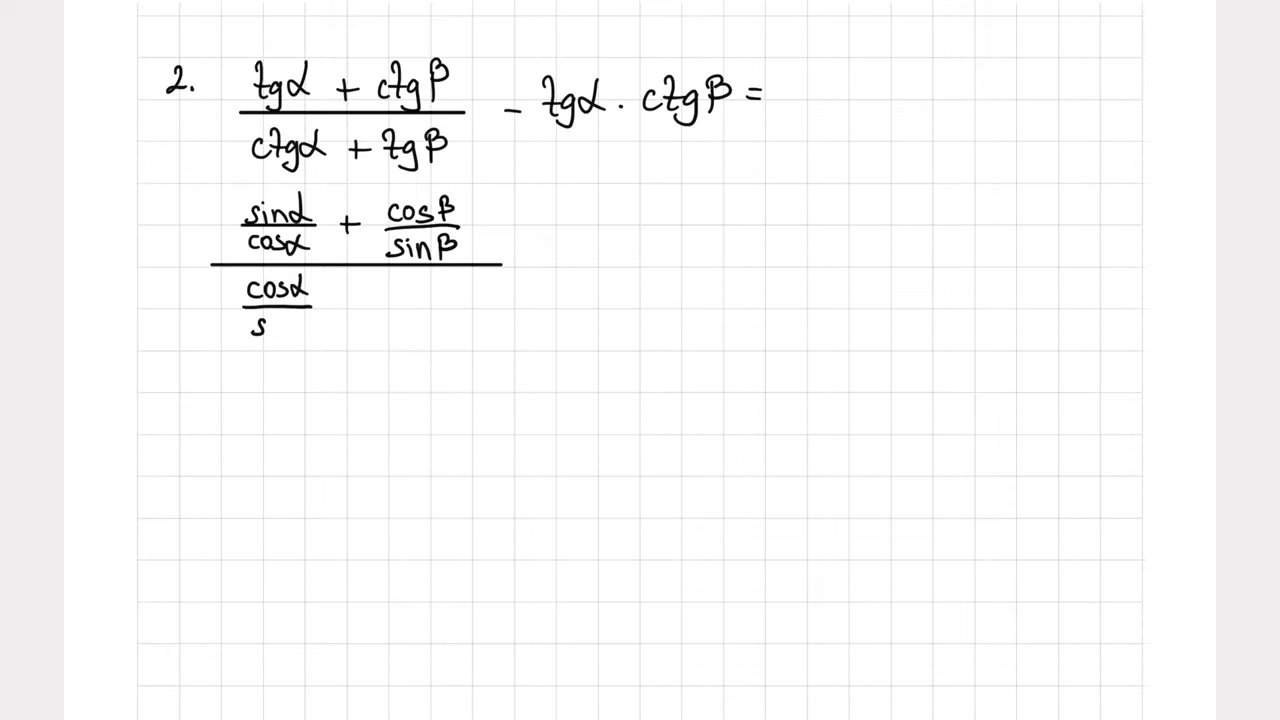 2. tgα + ctgβ
ctgα + tgβ
- tgα · ctgβ =
sinα + cosβ
cosα sinβ
cosα
s